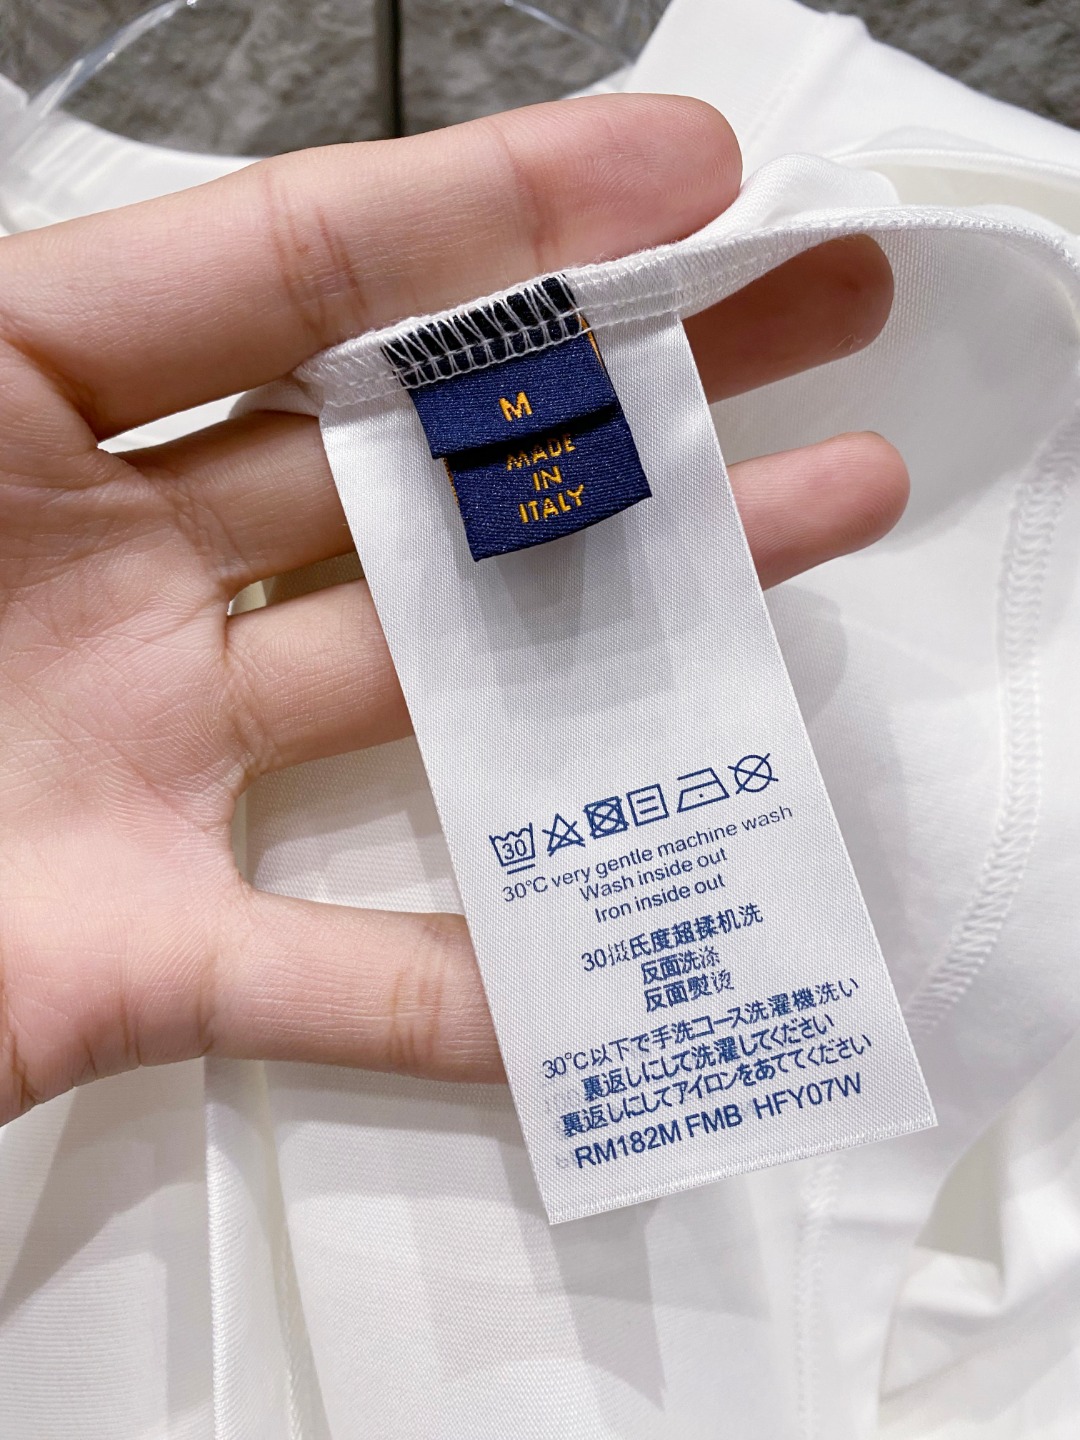 M
MADE
IN
ITALY
30
30°C very gentle machine wash
Wash inside out
Iron inside out
30摄氏度超揉机洗
反面洗涤
反面熨烫
30°C以下で手洗コース洗濯機洗い
裏返しにして洗濯してください
裏返しにしてアイロンをあててください
RM182M FMB HFY07W